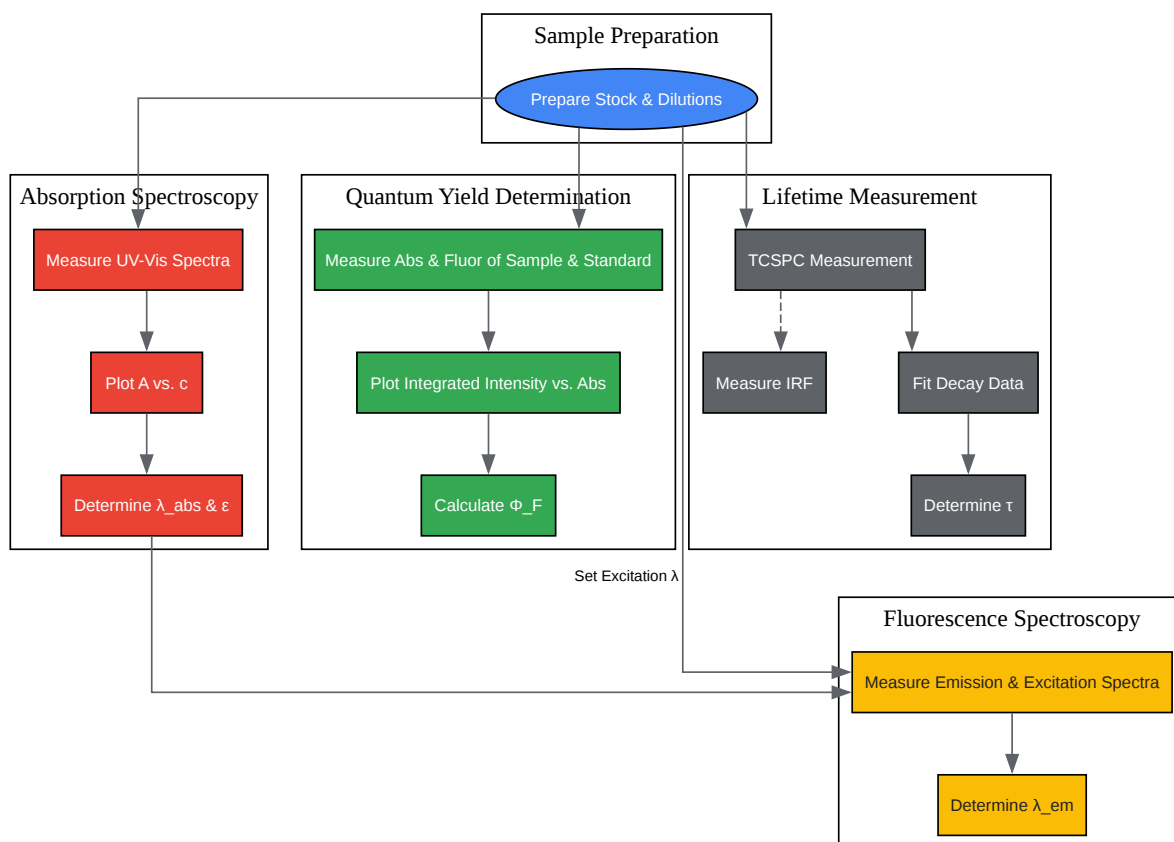 Sample Preparation
Prepare Stock & Dilutions
Absorption Spectroscopy
Measure UV-Vis Spectra
Plot A vs. c
Determine λ_abs & ε
Quantum Yield Determination
Measure Abs & Fluor of Sample & Standard
Plot Integrated Intensity vs. Abs
Calculate Φ_F
Lifetime Measurement
TCSPC Measurement
Measure IRF
Fit Decay Data
Determine τ
Set Excitation λ
Fluorescence Spectroscopy
Measure Emission & Excitation Spectra
Determine λ_em